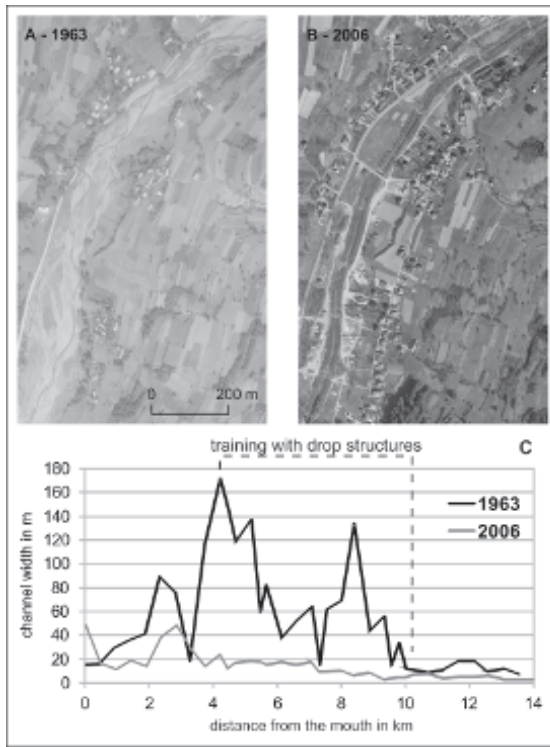 A - 1963
B - 2006
0 200 m
training with drop structures
C
channel width in m
180
160
140
120
100
80
60
40
20
0
1963
2006
0 2 4 6 8 10 12 14
distance from the mouth in km